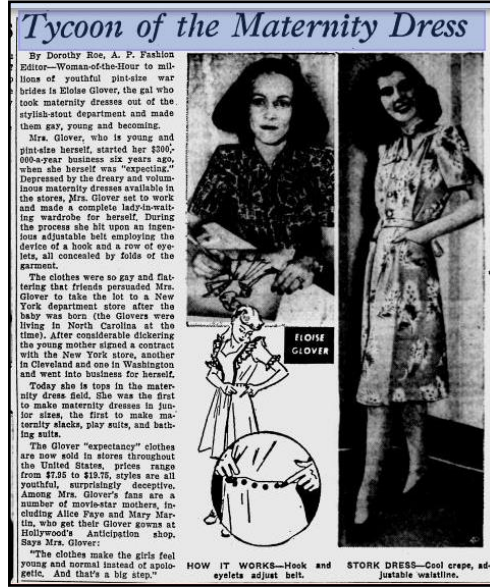 Tycoon of the Maternity Dress
By Dorothy Roe, A. P. Fashion
Editor—Woman-of-the-Hour to mil-
lions of youthful pint-size war
brides is Eloise Glover, the gal who
took maternity dresses out of the
stylish-stout department and made
them gay, young and becoming.
Mrs. Glover, who is young and
pint-size herself, started her $300,-
000-a-year business six years ago,
when she herself was "expecting."
Depressed by the dreary and volum-
inous maternity dresses available in
the stores, Mrs. Glover set to work
and made a complete lady-in-wait-
ing wardrobe for herself. During
the process she hit upon an ingen-
ious adjustable belt employing the
device of a hook and a row of eye-
lets, all concealed by folds of the
garment.
The clothes were so gay and flat-
tering that friends persuaded Mrs.
Glover to take the lot to a New
York department store after the
baby was born (the Glovers were
living in North Carolina at the
time). After considerable dickering
the young mother signed a contract
with the New York store, another
in Cleveland and one in Washington
and went into business for herself.
Today she is tops in the mater-
nity dress field. She was the first
to make maternity dresses in jun-
ior sizes, the first to make ma-
ternity slacks, play suits, and bath-
ing suits.
The Glover "expectancy" clothes
are now sold in stores throughout
the United States, prices range
from $7.95 to $19.75, styles are all
youthful, surprisingly deceptive.
Among Mrs. Glover's fans are a
number of movie-star mothers, in-
cluding Alice Faye and Mary Mar-
tin, who get their Glover gowns at
Hollywood's Anticipation shop.
Says Mrs. Glover:
"The clothes make the girls feel
young and normal instead of apolo-
getic. And that's a big step."
ELOISE
GLOVER
HOW IT WORKS—Hook and
eyelets adjust belt.
STORK DRESS—Cool crepe, ad-
justable waistline.